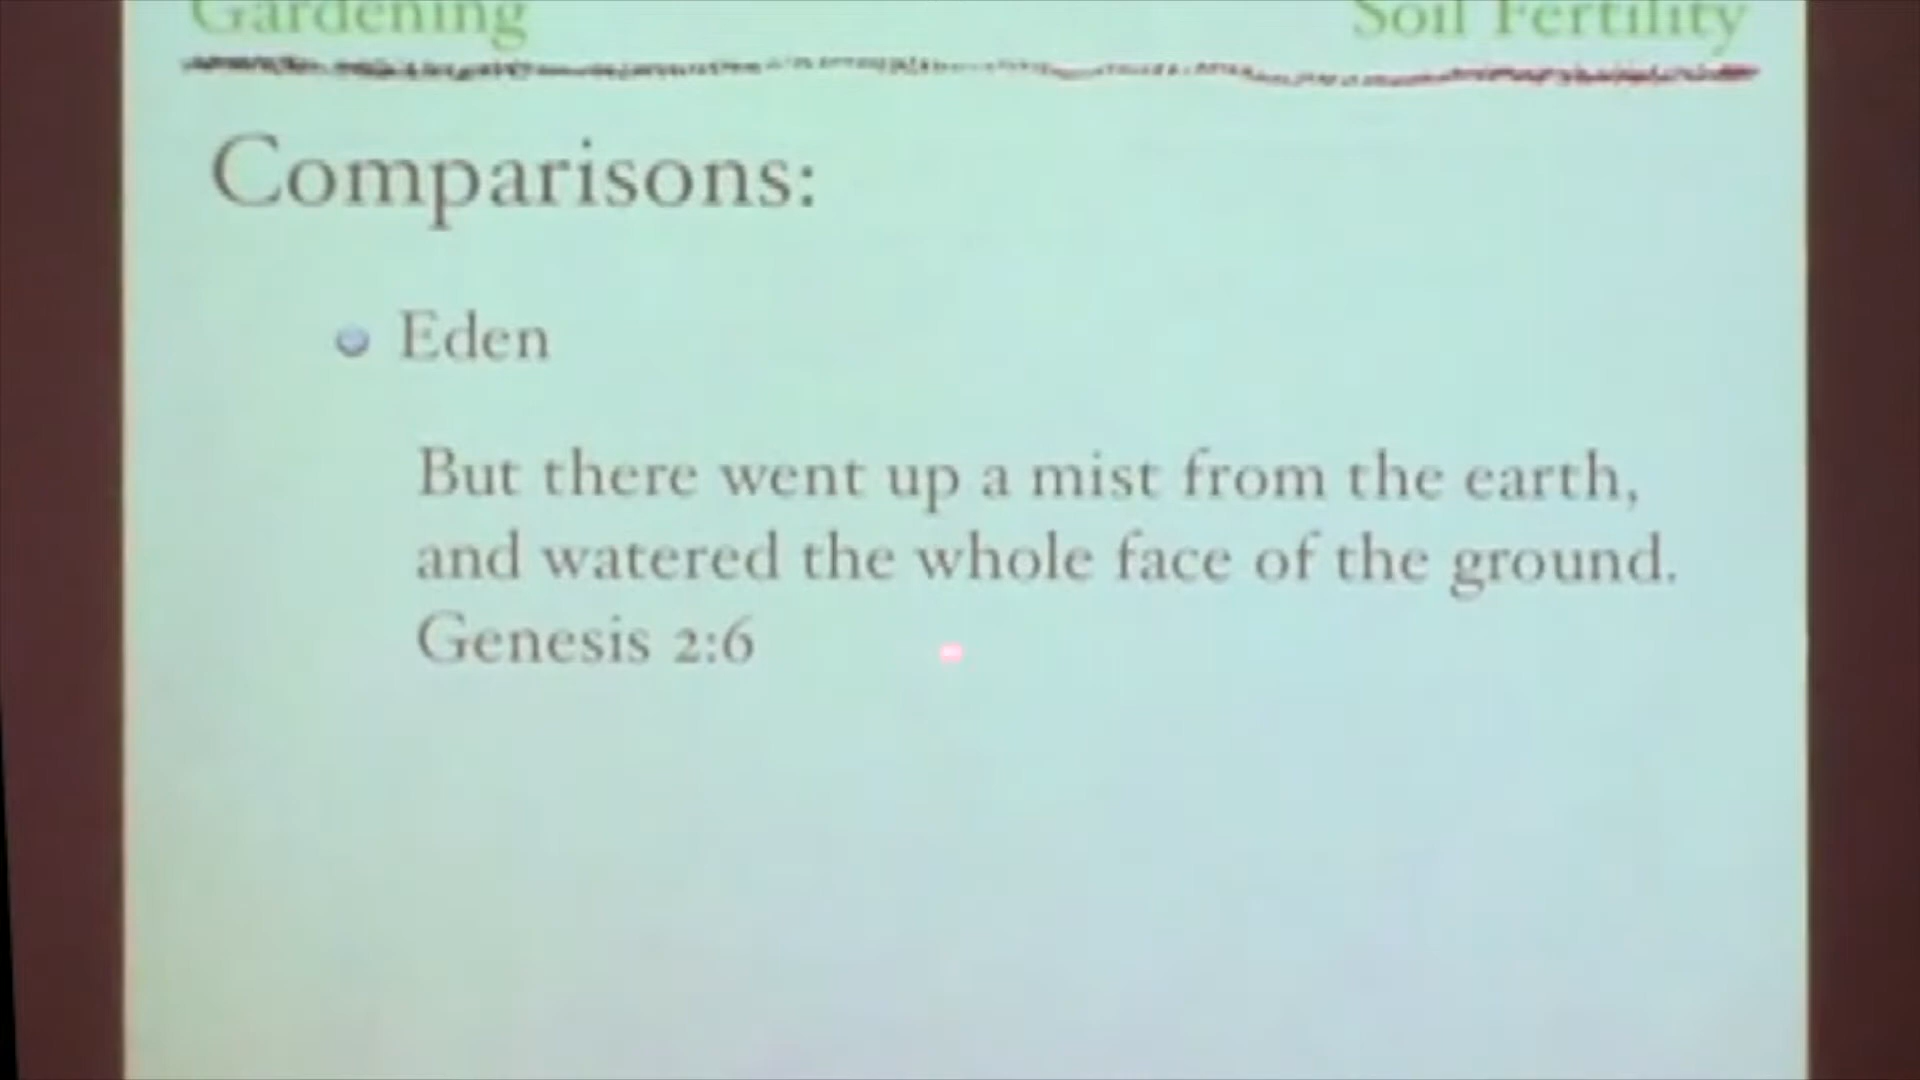 Gardening Soil Fertility
Comparisons:
Eden
But there went up a mist from the earth,
and watered the whole face of the ground.
Genesis 2:6